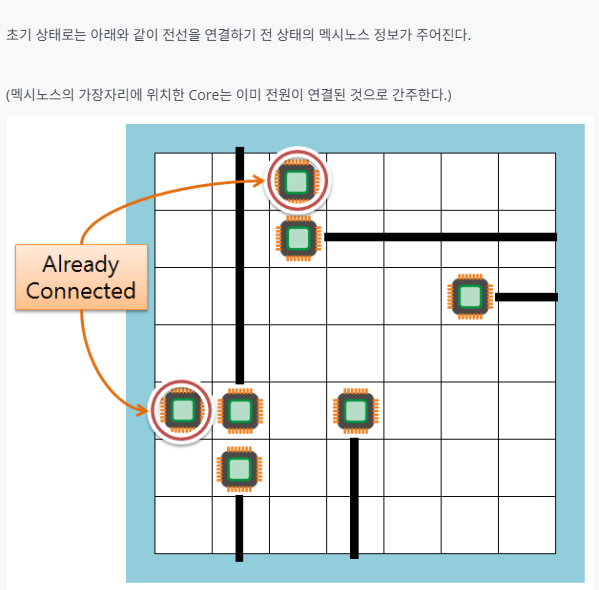 초기 상태로는 아래와 같이 전선을 연결하기 전 상태의 멕시노스 정보가 주어진다.
(멕시노스의 가장자리에 위치한 Core는 이미 전원이 연결된 것으로 간주한다.)
Already
Connected